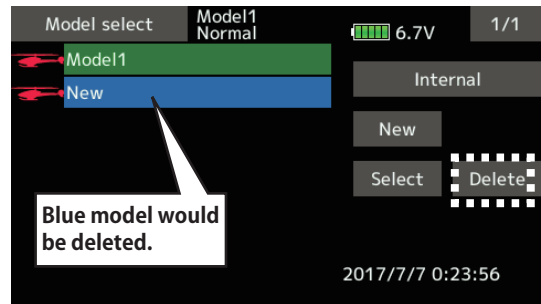 Model select
Model1
Normal
6.7V
1/1
Model1
New
Internal
New
Select
Delete
Blue model would
be deleted.
2017/7/7 0:23:56